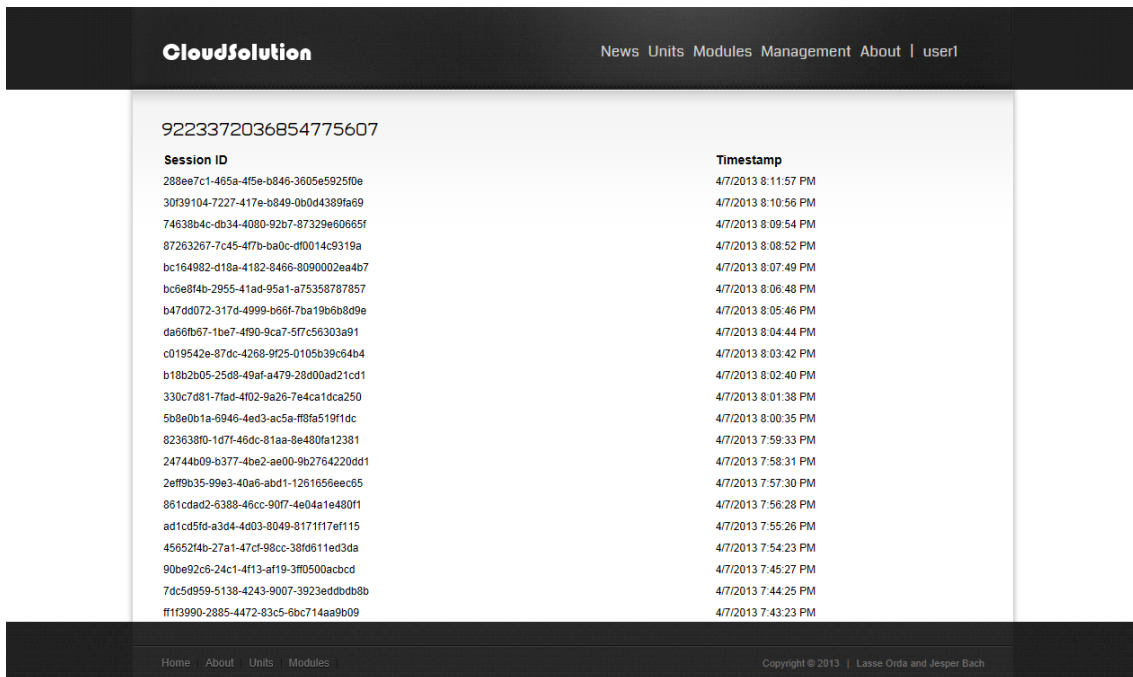 CloudSolution News Units Modules Management About | user1
9223372036854775607
Session ID Timestamp
288ee7c1-465a-4f5e-b846-3605e5925f0e 4/7/2013 8:11:57 PM
30f39104-7227-417e-b849-0b0d4389fa69 4/7/2013 8:10:56 PM
74638b4c-db34-4080-92b7-87329e60665f 4/7/2013 8:09:54 PM
87263267-7c45-4f7b-ba0c-df0014c9319a 4/7/2013 8:08:52 PM
bc164982-d18a-4182-8466-8090002ea4b7 4/7/2013 8:07:49 PM
bc6e8f4b-2955-41ad-95a1-a75358787857 4/7/2013 8:06:48 PM
b47dd072-317d-4999-b66f-7ba19b6b8d9e 4/7/2013 8:05:46 PM
da66fb67-1be7-4f90-9ca7-5f7c56303a91 4/7/2013 8:04:44 PM
c019542e-87dc-4268-9f25-0105b39c64b4 4/7/2013 8:03:42 PM
b18b2b05-25d8-49af-a479-28d00ad21cd1 4/7/2013 8:02:40 PM
330c7d81-7fad-4f02-9a26-7e4ca1dca250 4/7/2013 8:01:38 PM
5b8e0b1a-6946-4ed3-ac5a-ff8fa519f1dc 4/7/2013 8:00:35 PM
823638f0-1d7f-46dc-81aa-8e480fa12381 4/7/2013 7:59:33 PM
24744b09-b377-4be2-ae00-9b2764220dd1 4/7/2013 7:58:31 PM
2eff9b35-99e3-40a6-abd1-1261656eec65 4/7/2013 7:57:30 PM
861cdad2-6388-46cc-90f7-4e04a1e480f1 4/7/2013 7:56:28 PM
ad1cd5fd-a3d4-4d03-8049-8171f17ef115 4/7/2013 7:55:26 PM
45652f4b-27a1-47cf-98cc-38fd611ed3da 4/7/2013 7:54:23 PM
90be92c6-24c1-4f13-af19-3ff0500acbcd 4/7/2013 7:45:27 PM
7dc5d959-5138-4243-9007-3923eddbdb8b 4/7/2013 7:44:25 PM
ff1f3990-2885-4472-83c5-6bc714aa9b09 4/7/2013 7:43:23 PM
Home | About | Units | Modules | Copyright © 2013 | Lasse Orda and Jesper Bach